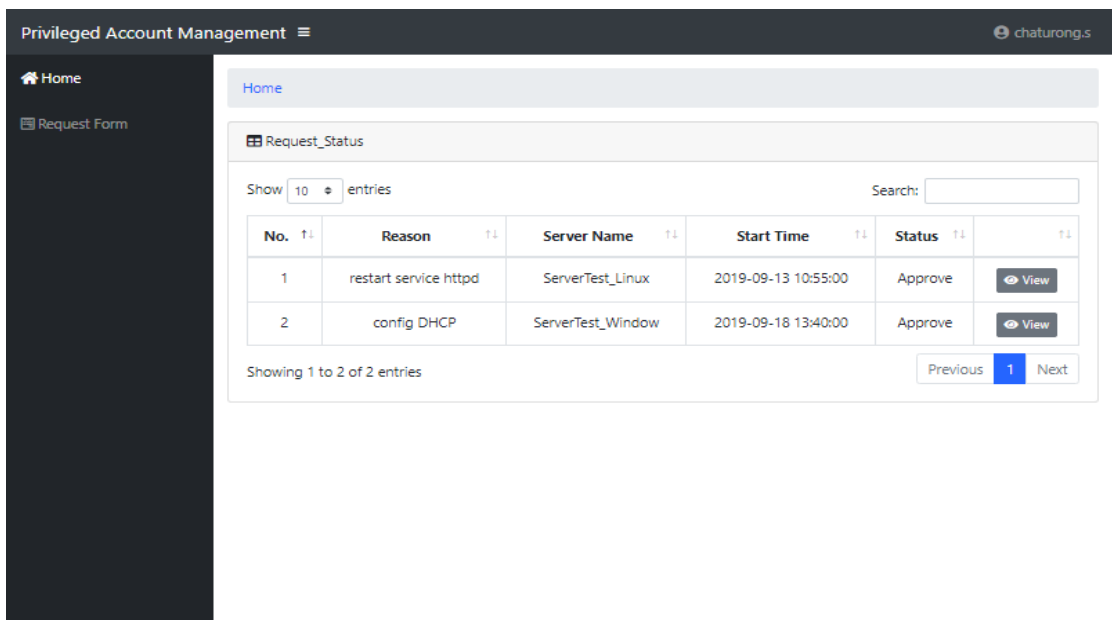 Privileged Account Management chaturong.s
Home
Request Form
Home
Request_Status
Show 10 entries Search:
No. Reason Server Name Start Time Status
1 restart service httpd ServerTest_Linux 2019-09-13 10:55:00 Approve View
2 config DHCP ServerTest_Window 2019-09-18 13:40:00 Approve View
Showing 1 to 2 of 2 entries Previous 1 Next